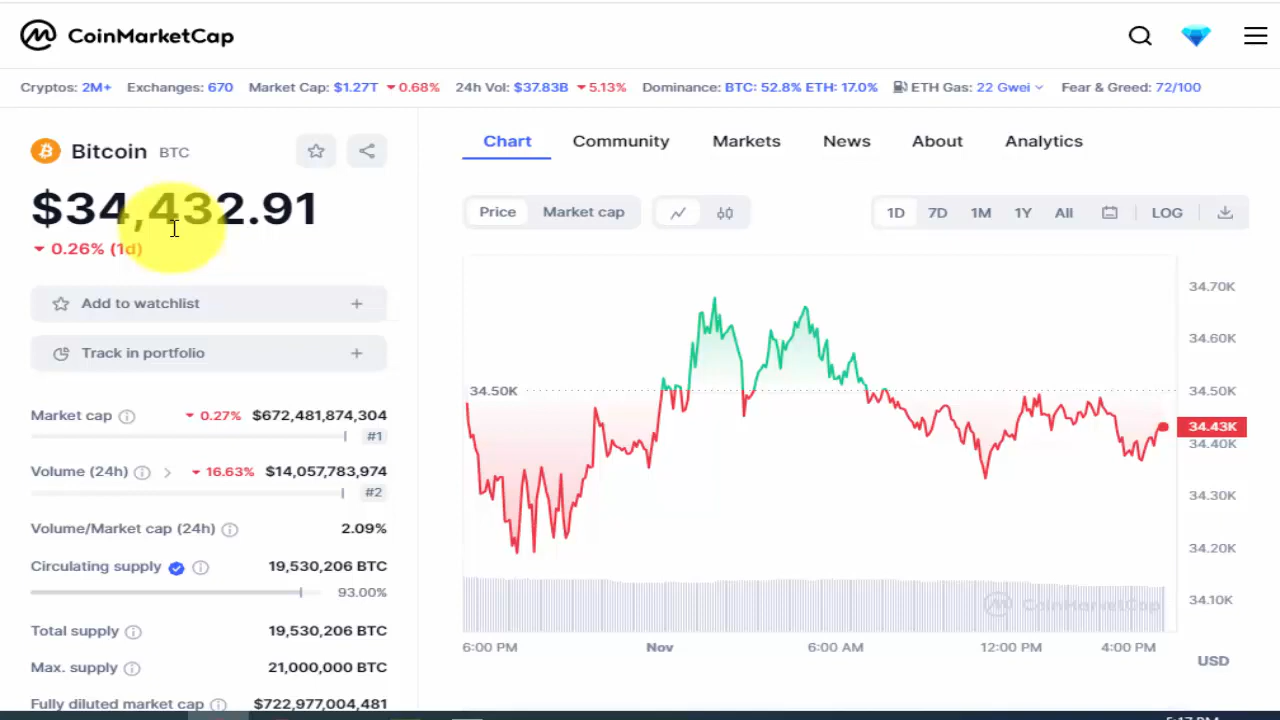 CoinMarketCap
Cryptos: 2M+ Exchanges: 670 Market Cap: $1.27T 0.68% 24h Vol: $37.83B 5.13% Dominance: BTC: 52.8% ETH: 17.0% ETH Gas: 22 Gwei Fear & Greed: 72/100
Bitcoin BTC
$34,432.91
0.26% (1d)
Add to watchlist +
Track in portfolio +
Market cap 0.27% $672,481,874,304
#1
Volume (24h) 16.63% $14,057,783,974
#2
Volume/Market cap (24h) 2.09%
Circulating supply 19,530,206 BTC
93.00%
Total supply 19,530,206 BTC
Max. supply 21,000,000 BTC
Fully diluted market cap $722,977,004,481
Chart Community Markets News About Analytics
Price Market cap 1D 7D 1M 1Y All LOG
34.70K
34.60K
34.50K 34.50K
34.43K
34.40K
34.30K
34.20K
34.10K
CoinMarketCap
6:00 PM Nov 6:00 AM 12:00 PM 4:00 PM
USD
5:17 PM